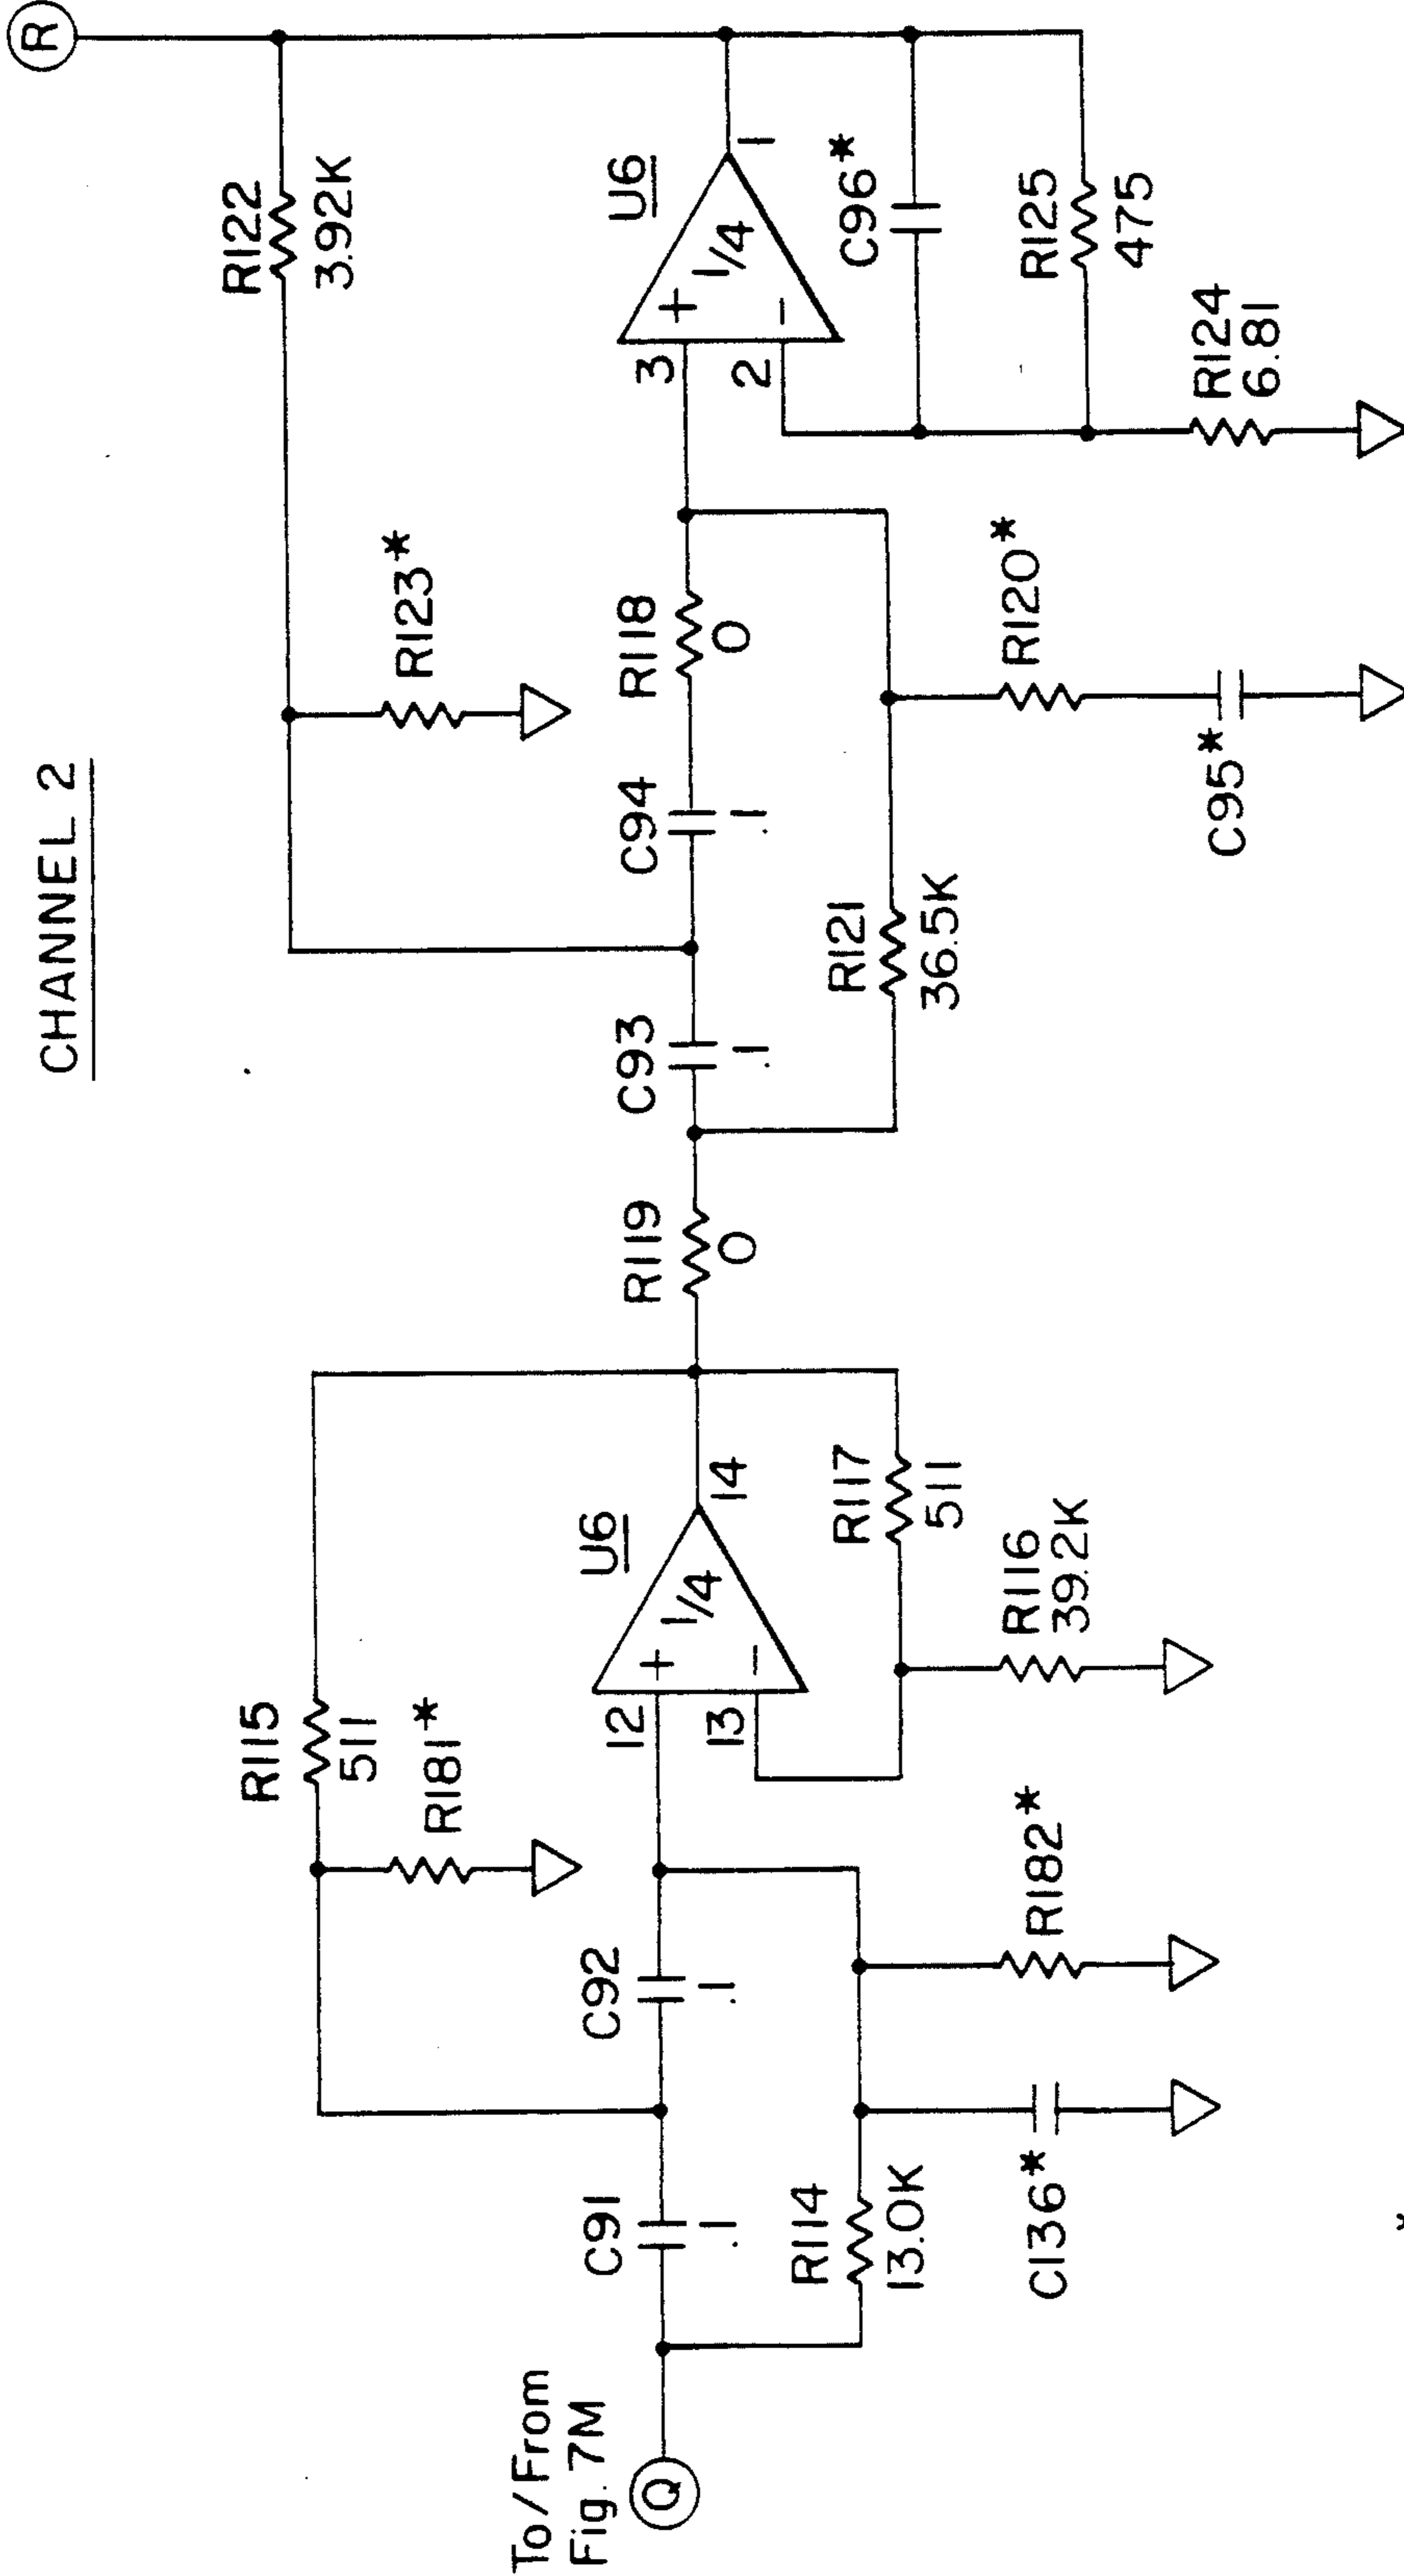 CHANNEL 2
To/From
Fig. 7M
Q
C91
.1
R114
13.0K
C136*
C92
.1
R182*
R115
511
R181*
12
13
+
1/4
-
U6
14
R117
511
R116
39.2K
R119
0
C93
.1
R121
36.5K
C94
.1
R118
0
R123*
R122
3.92K
R120*
C95*
3
2
+
1/4
-
U6
1
C96*
R125
475
R124
6.81
R